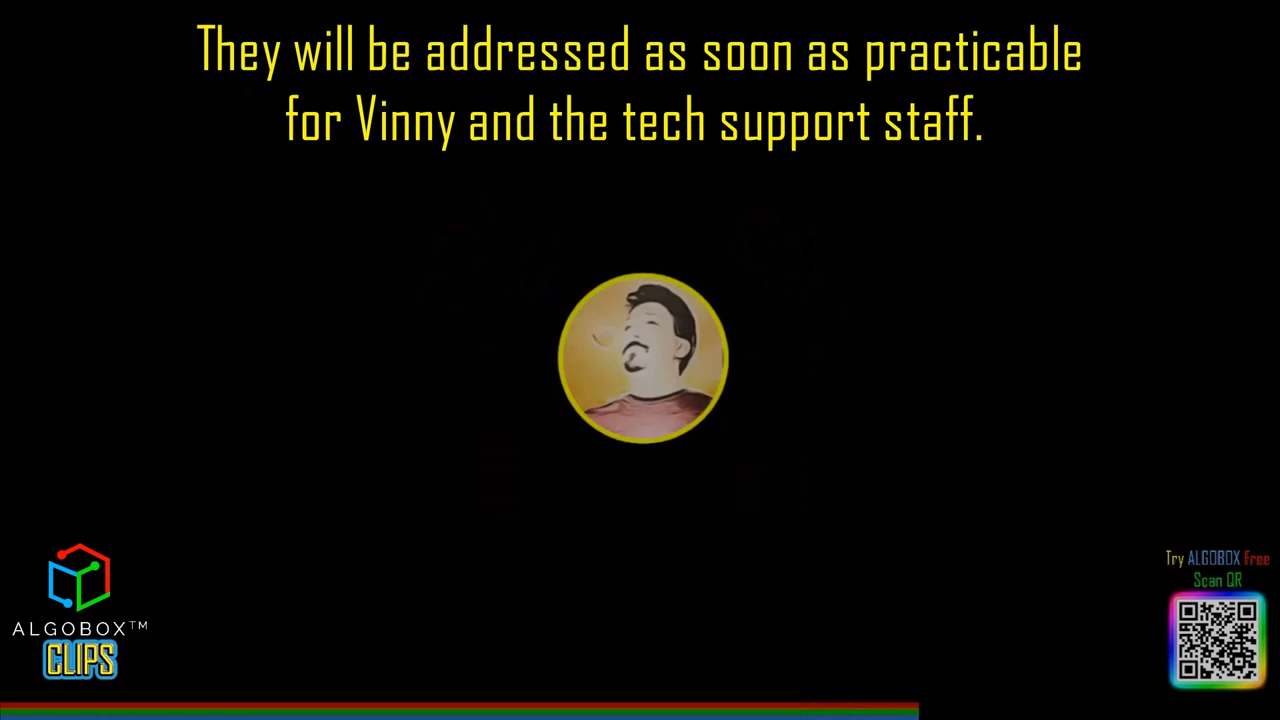 They will be addressed as soon as practicable
for Vinny and the tech support staff.
ALGOBOX™
CLIPS
Try ALGOBOX Free
Scan QR